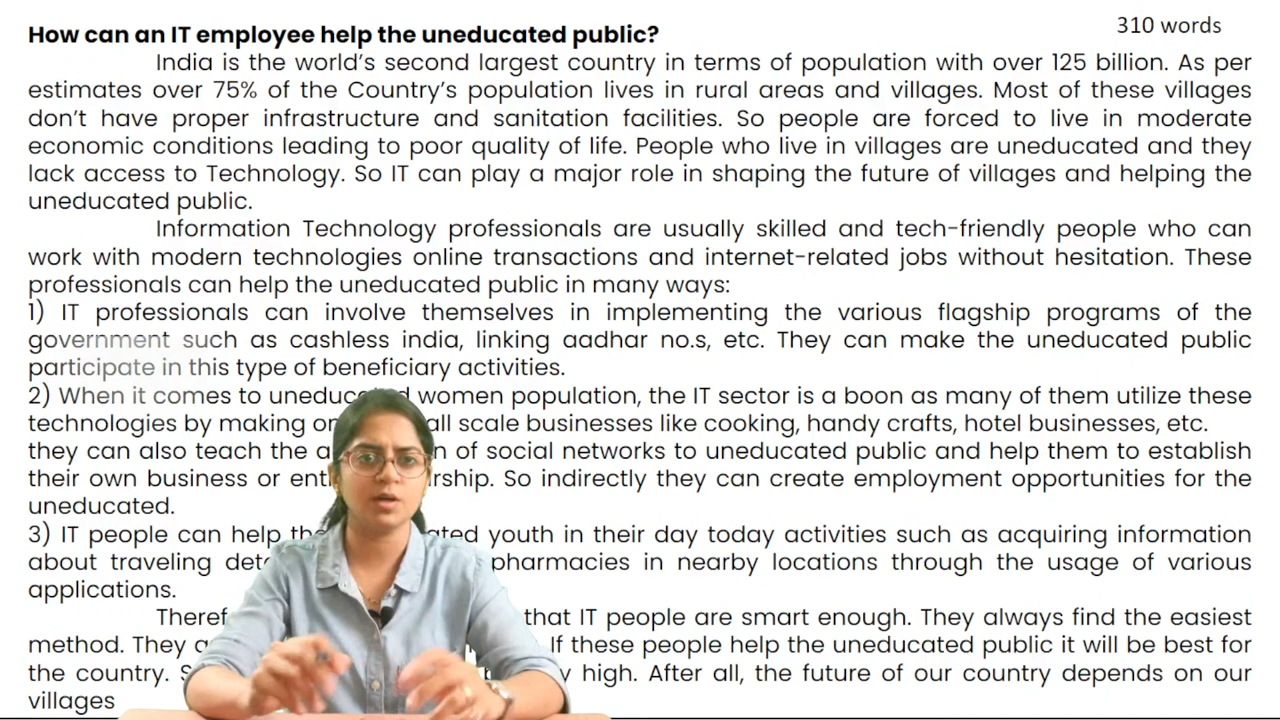 310 words
How can an IT employee help the uneducated public?
India is the world's second largest country in terms of population with over 125 billion. As per
estimates over 75% of the Country's population lives in rural areas and villages. Most of these villages
don't have proper infrastructure and sanitation facilities. So people are forced to live in moderate
economic conditions leading to poor quality of life. People who live in villages are uneducated and they
lack access to Technology. So IT can play a major role in shaping the future of villages and helping the
uneducated public.
Information Technology professionals are usually skilled and tech-friendly people who can
work with modern technologies online transactions and internet-related jobs without hesitation. These
professionals can help the uneducated public in many ways:
1) IT professionals can involve themselves in implementing the various flagship programs of the
government such as cashless india, linking aadhar no.s, etc. They can make the uneducated public
participate in this type of beneficiary activities.
2) When it comes to uneducated women population, the IT sector is a boon as many of them utilize these
technologies by making scale businesses like cooking, handy crafts, hotel businesses, etc.
they can also teach the of social networks to uneducated public and help them to establish
their own business or So indirectly they can create employment opportunities for the
uneducated.
3) IT people can help youth in their day today activities such as acquiring information
about traveling pharmacies in nearby locations through the usage of various
applications.
that IT people are smart enough. They always find the easiest
method. They If these people help the uneducated public it will be best for
the country. high. After all, the future of our country depends on our
villages